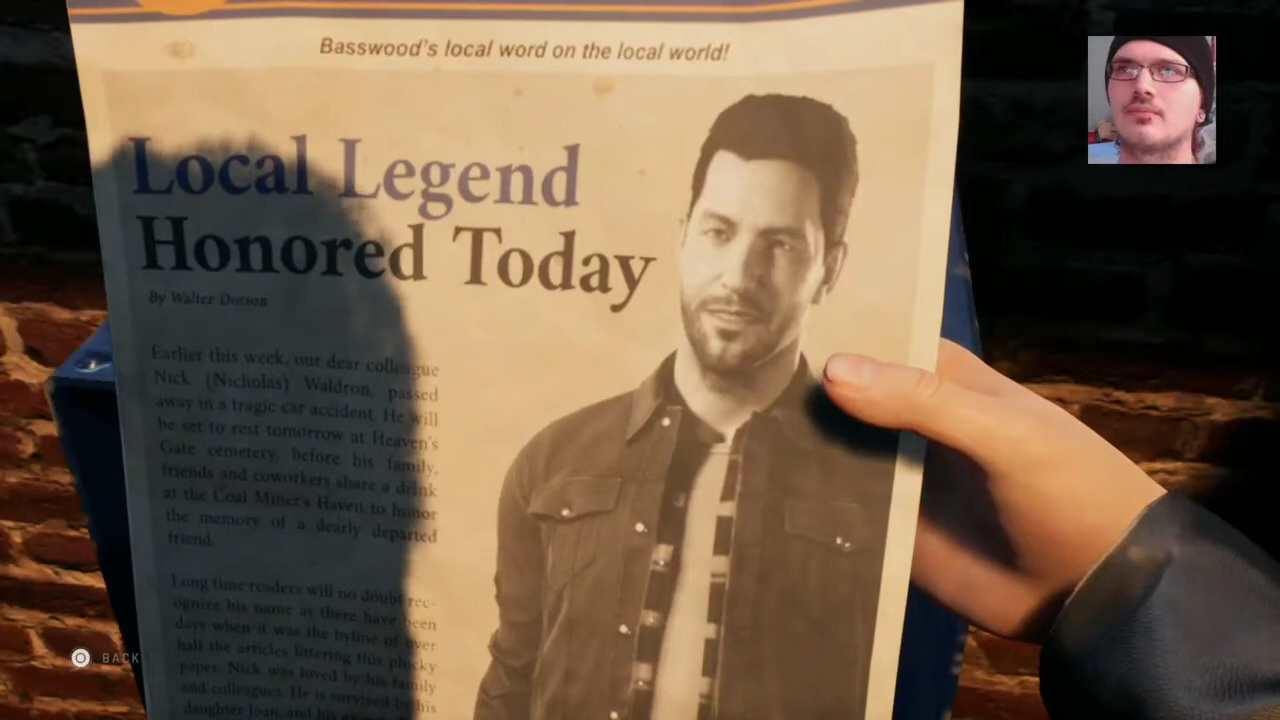 Basswood's local word on the local world!
Local Legend
Honored Today
By Walter Dotson
Earlier this week, our dear colleague
Nick (Nicholas) Waldron, passed
away in a tragic car accident. He will
be set to rest tomorrow at Heaven's
Gate cemetery, before his family,
friends and coworkers share a drink
at the Coal Miner's Haven to honor
the memory of a dearly departed
friend.
Long time readers will no doubt rec-
ognize his name as there have been
days when it was the byline of over
half the articles littering this plucky
paper. Nick was loved by his family
and colleagues. He is survived by his
daughter Joan, and his
BACK